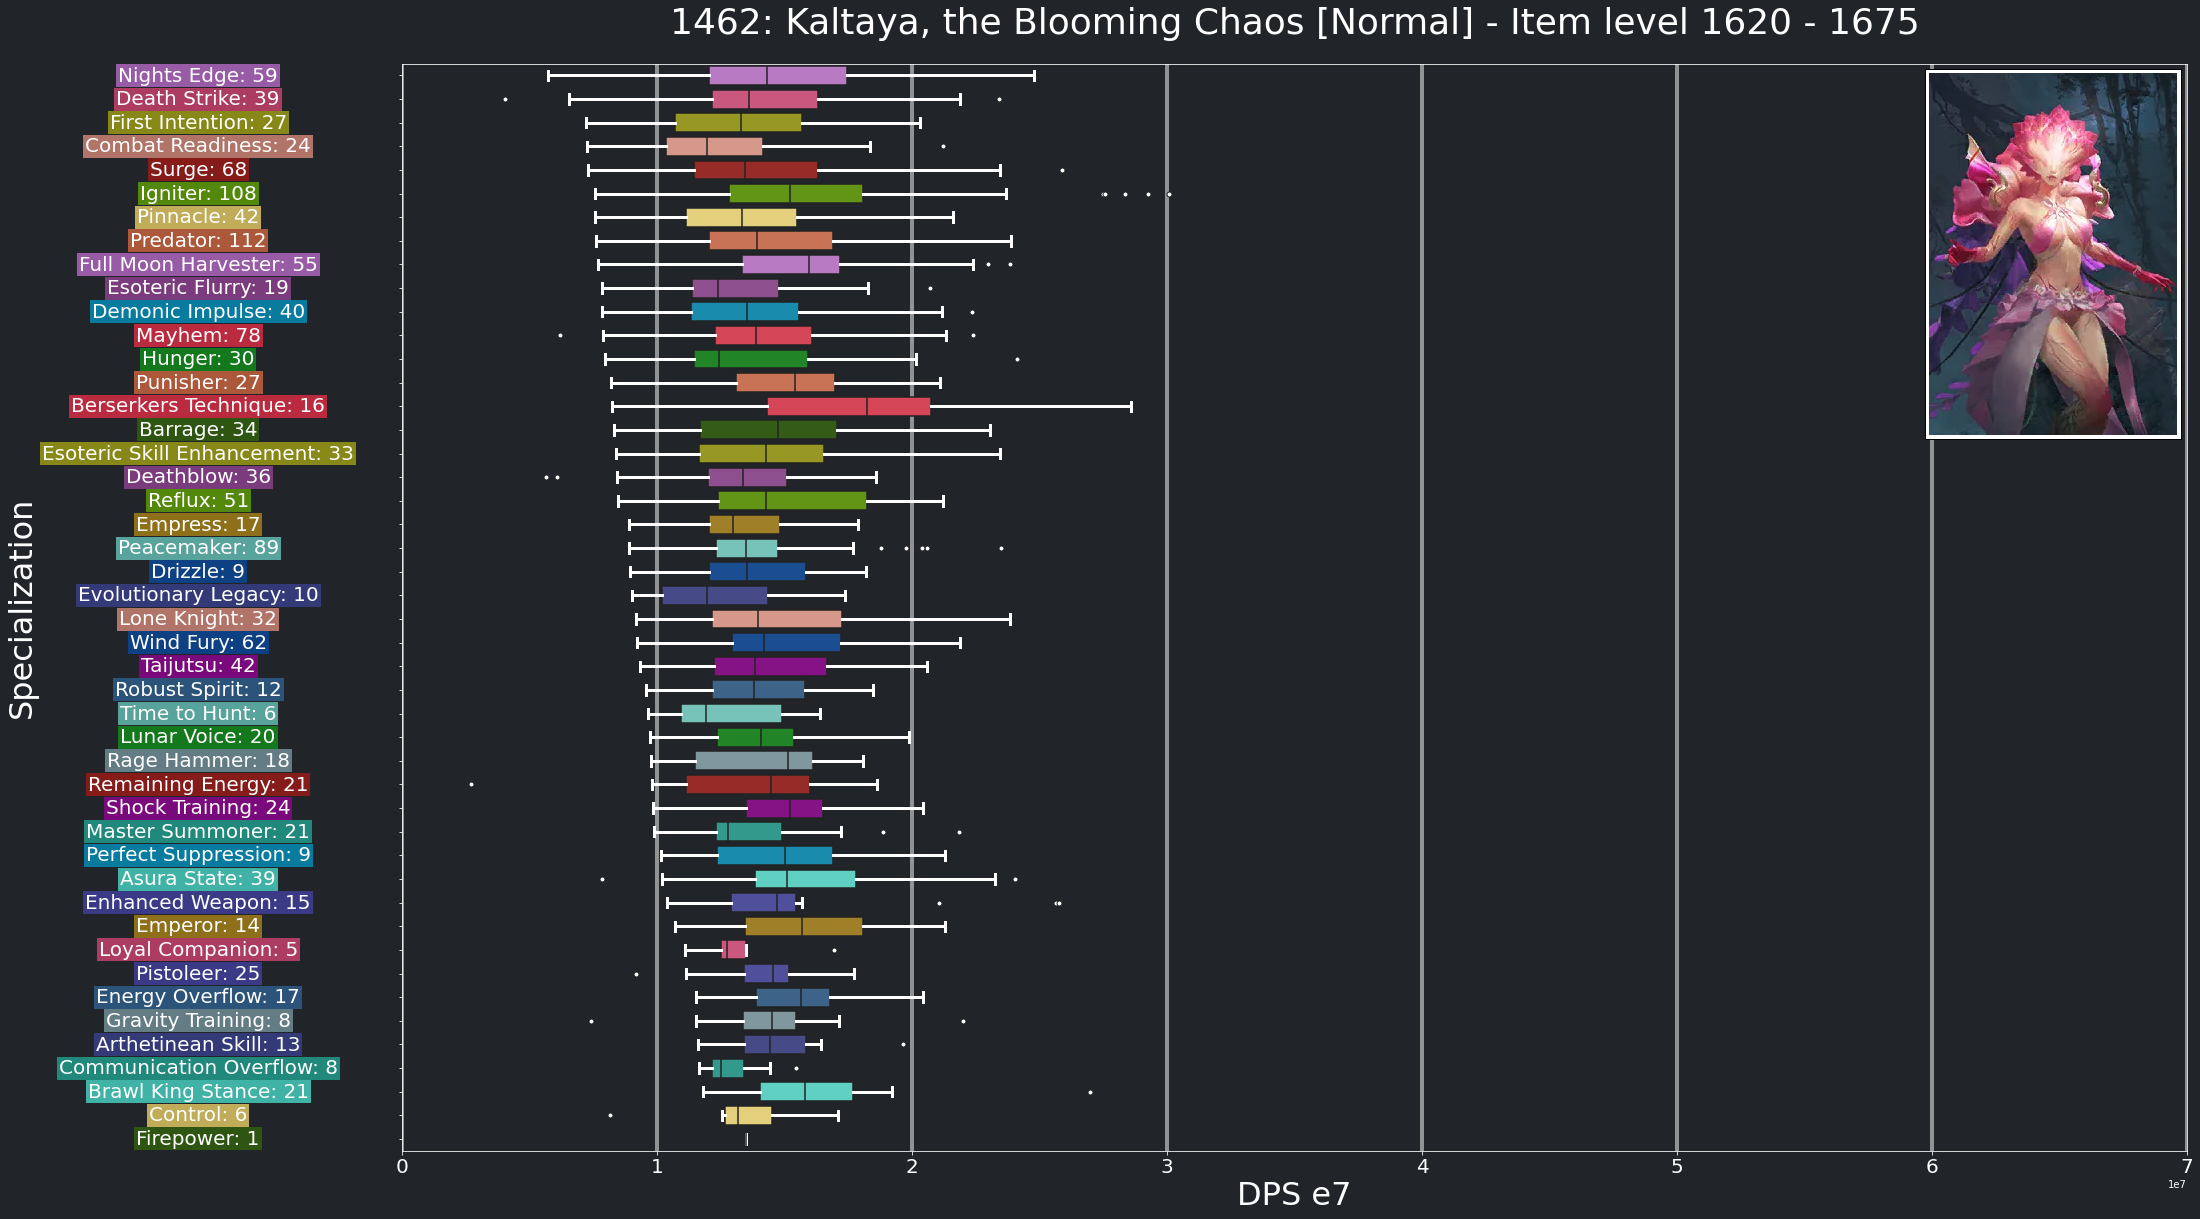 1462: Kaltaya, the Blooming Chaos [Normal] - Item level 1620 - 1675
Specialization
Nights Edge: 59
Death Strike: 39
First Intention: 27
Combat Readiness: 24
Surge: 68
Igniter: 108
Pinnacle: 42
Predator: 112
Full Moon Harvester: 55
Esoteric Flurry: 19
Demonic Impulse: 40
Mayhem: 78
Hunger: 30
Punisher: 27
Berserkers Technique: 16
Barrage: 34
Esoteric Skill Enhancement: 33
Deathblow: 36
Reflux: 51
Empress: 17
Peacemaker: 89
Drizzle: 9
Evolutionary Legacy: 10
Lone Knight: 32
Wind Fury: 62
Taijutsu: 42
Robust Spirit: 12
Time to Hunt: 6
Lunar Voice: 20
Rage Hammer: 18
Remaining Energy: 21
Shock Training: 24
Master Summoner: 21
Perfect Suppression: 9
Asura State: 39
Enhanced Weapon: 15
Emperor: 14
Loyal Companion: 5
Pistoleer: 25
Energy Overflow: 17
Gravity Training: 8
Arthetinean Skill: 13
Communication Overflow: 8
Brawl King Stance: 21
Control: 6
Firepower: 1
0 1 2 3 4 5 6 7
1e7
DPS e7